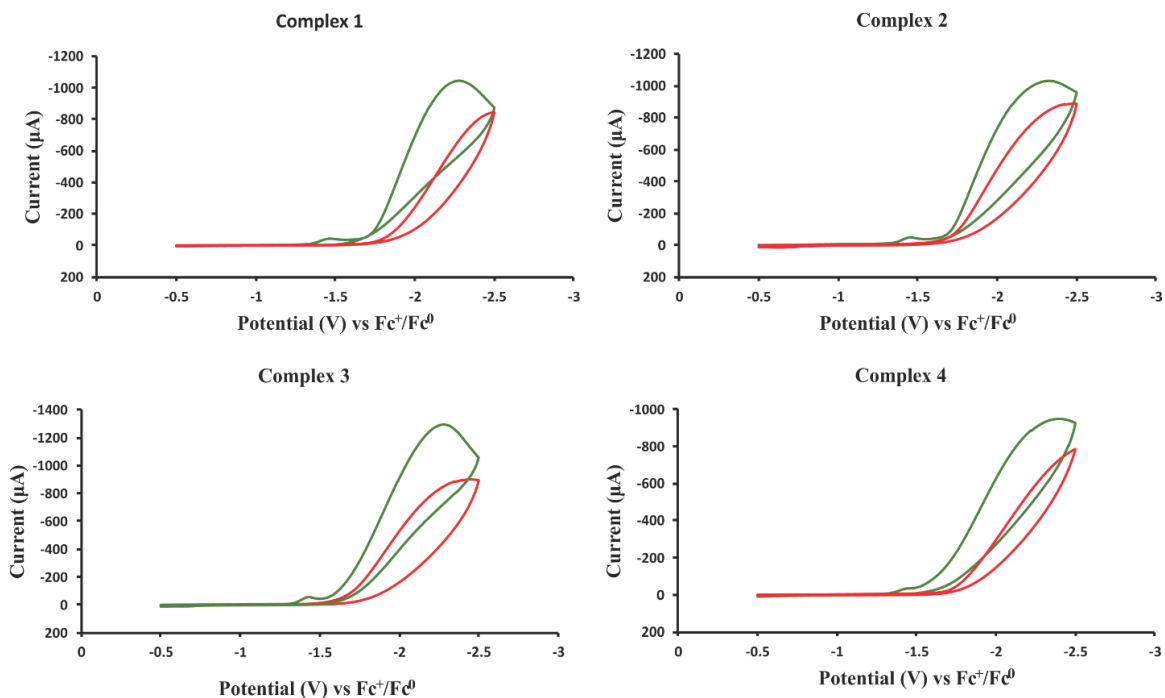 Complex 1
-1200
-1000
-800
-600
-400
-200
0
200
Current (µA)
0 -0.5 -1 -1.5 -2 -2.5 -3
Potential (V) vs Fc⁺/Fc⁰
Complex 2
-1200
-1000
-800
-600
-400
-200
0
200
Current (µA)
0 -0.5 -1 -1.5 -2 -2.5 -3
Potential (V) vs Fc⁺/Fc⁰
Complex 3
-1400
-1200
-1000
-800
-600
-400
-200
0
200
Current (µA)
0 -0.5 -1 -1.5 -2 -2.5 -3
Potential (V) vs Fc⁺/Fc⁰
Complex 4
-1000
-800
-600
-400
-200
0
200
Current (µA)
0 -0.5 -1 -1.5 -2 -2.5 -3
Potential (V) vs Fc⁺/Fc⁰